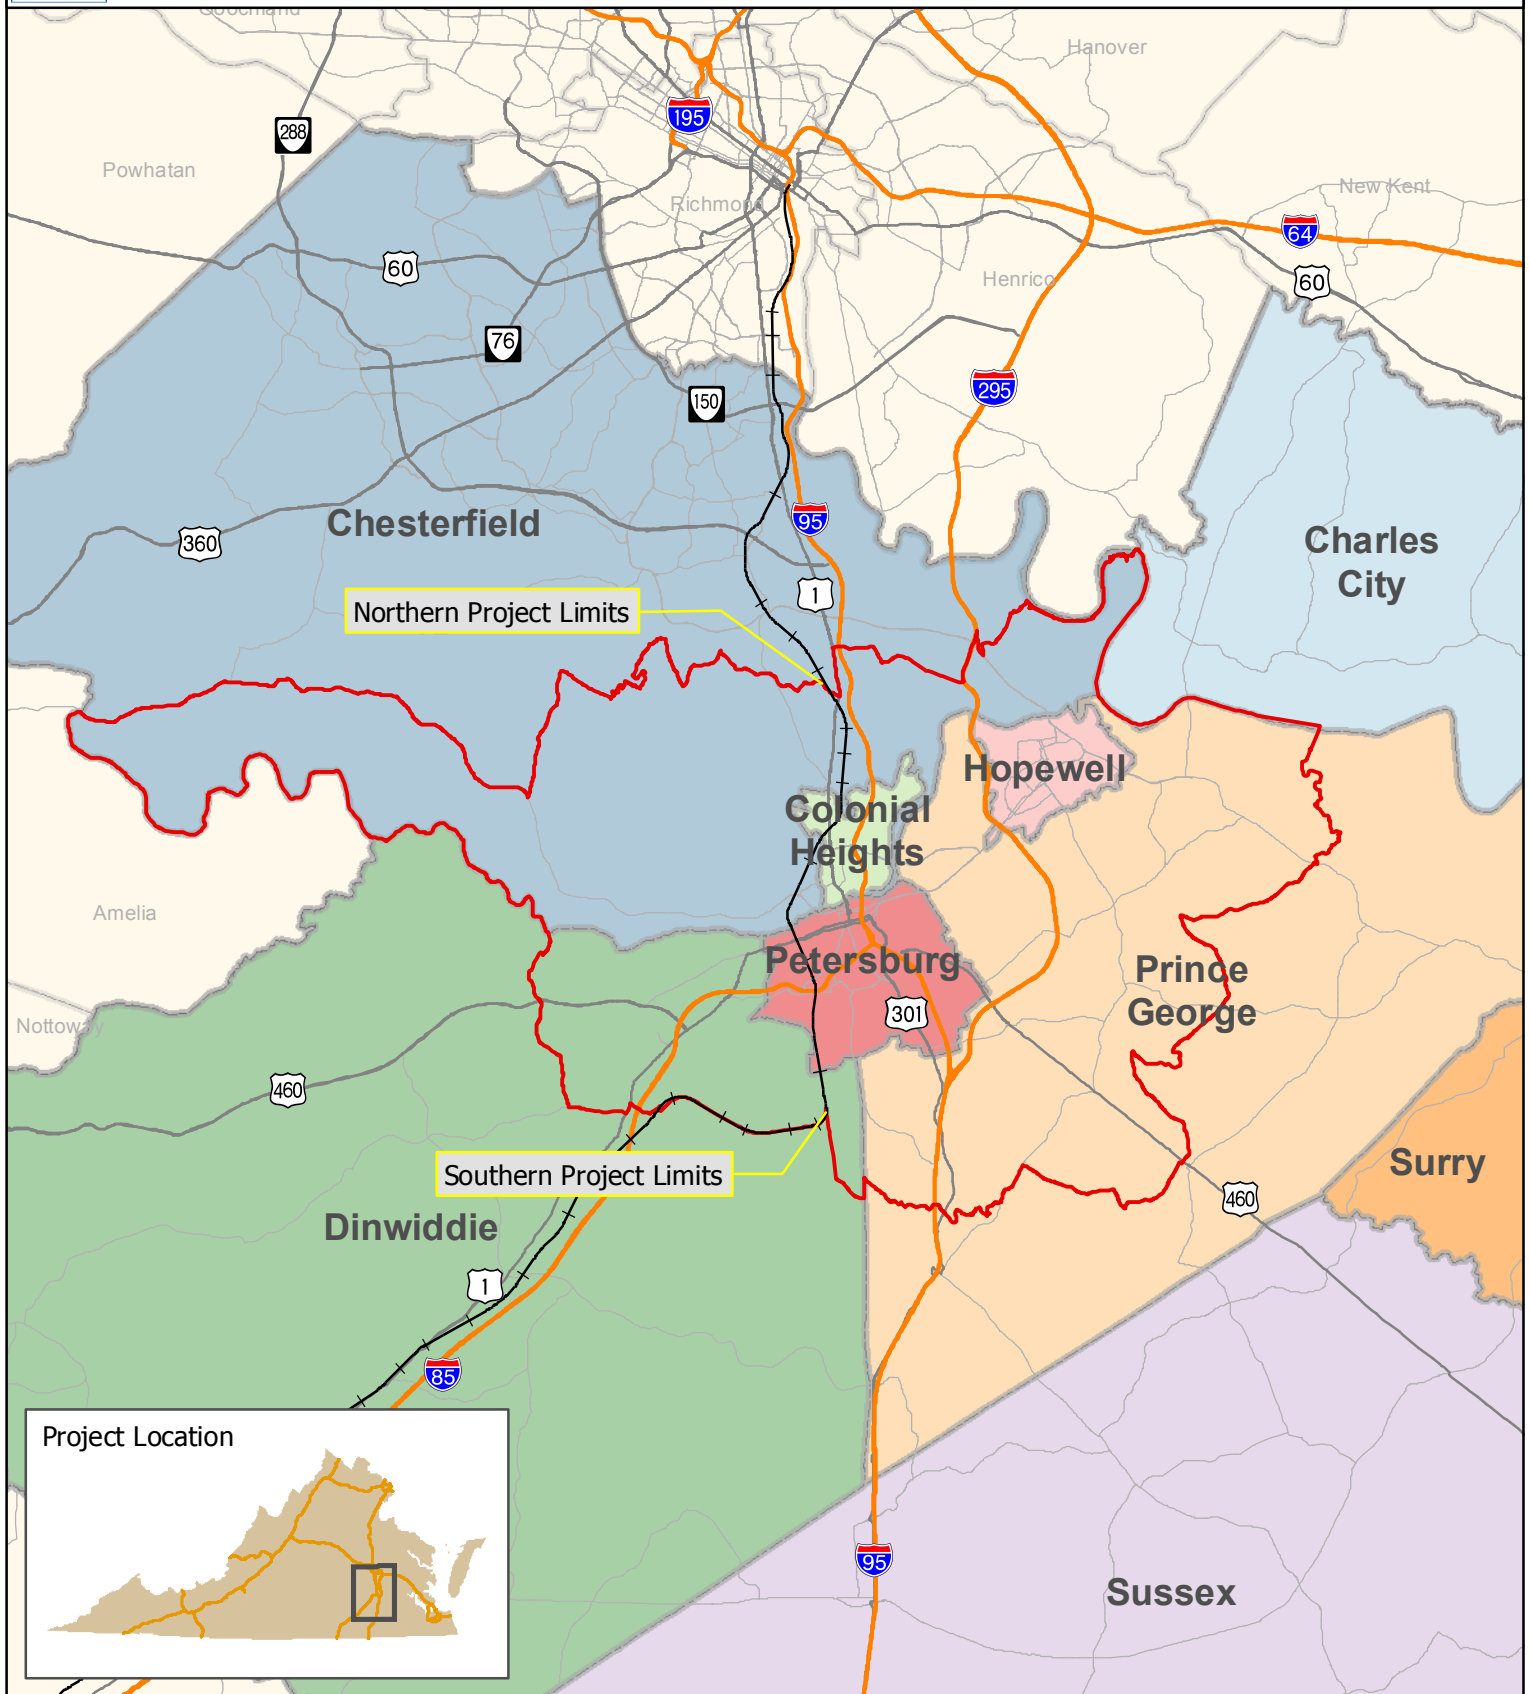 Goochland
Hanover
195
288
Powhatan
New Kent
Richmond
64
60
Henrico
60
76
295
150
95
Chesterfield
360
Charles
City
1
Northern Project Limits
Hopewell
Colonial
Heights
Amelia
Petersburg
Prince
George
301
Nottoway
460
Surry
Southern Project Limits
460
Dinwiddie
1
85
Project Location
95
Sussex